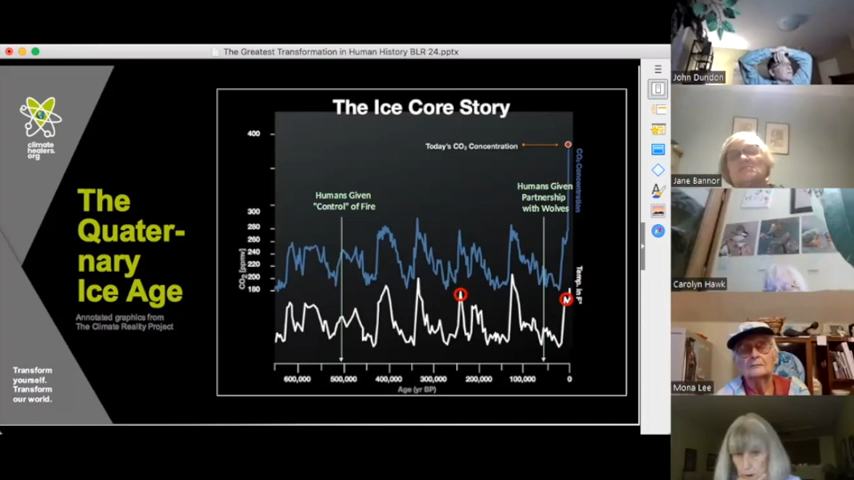 The Greatest Transformation in Human History BLR 24.pptx
climate
healers.
org
The
Quater-
nary
Ice Age
Annotated graphics from
The Climate Reality Project
Transform
yourself.
Transform
our world.
The Ice Core Story
400
Today's CO₂ Concentration
CO₂ Concentration
Humans Given
"Control" of Fire
Humans Given
Partnership
with Wolves
300
280
260
240
220
200
180
CO₂ [ppmv]
Temp. in F°
600,000
500,000
400,000
300,000
200,000
100,000
0
Age (yr BP)
John Dundon
Jane Bannor
Carolyn Hawk
Mona Lee